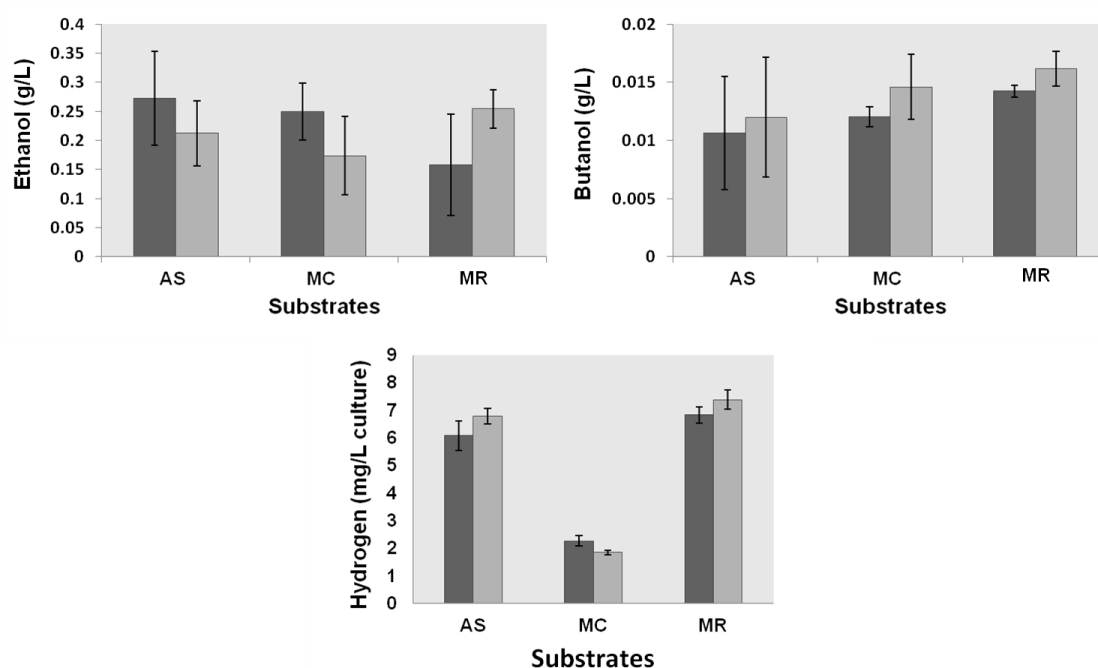 Ethanol (g/L)
0.4
0.35
0.3
0.25
0.2
0.15
0.1
0.05
0
AS MC MR
Substrates
Butanol (g/L)
0.02
0.015
0.01
0.005
0
AS MC MR
Substrates
Hydrogen (mg/L culture)
9
8
7
6
5
4
3
2
1
0
AS MC MR
Substrates